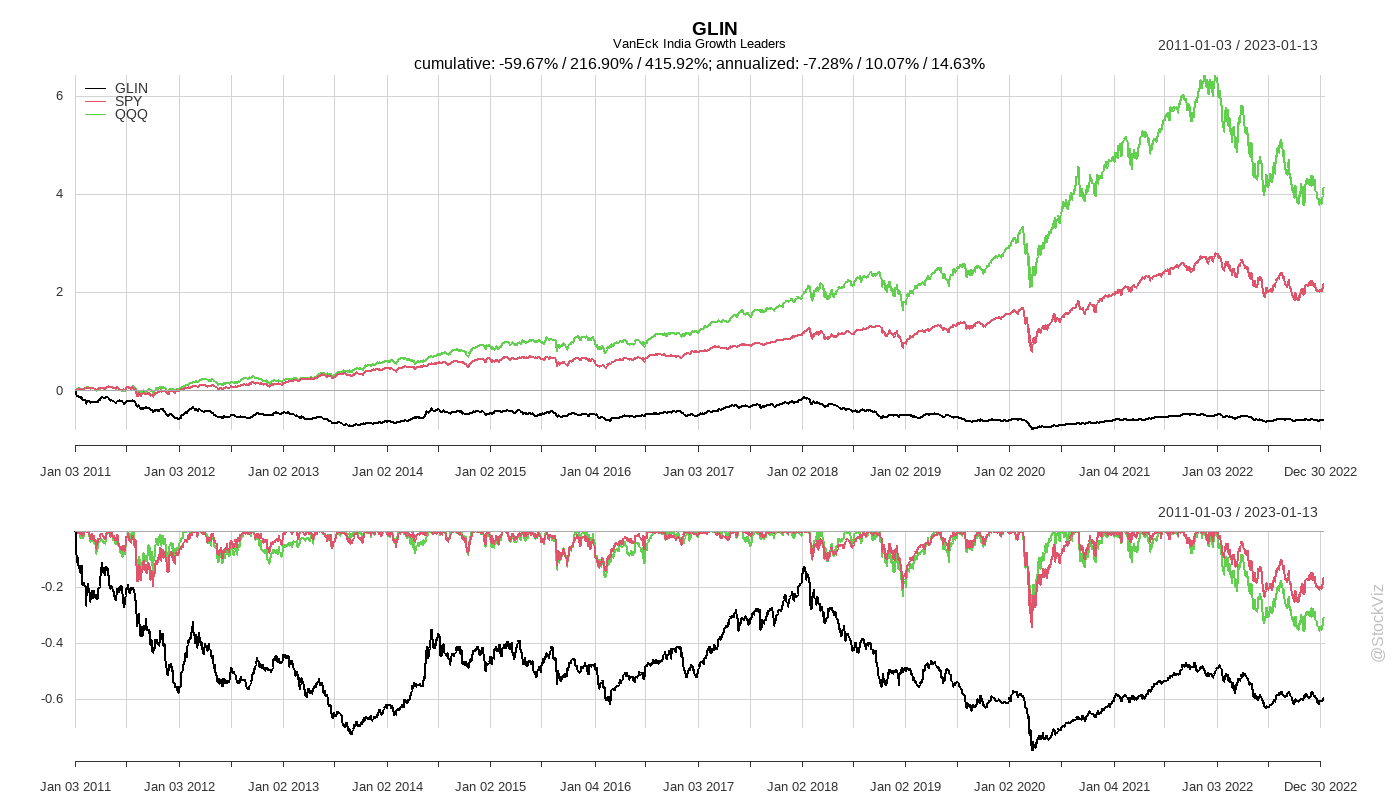 GLIN
VanEck India Growth Leaders
2011-01-03 / 2023-01-13
cumulative: -59.67% / 216.90% / 415.92%; annualized: -7.28% / 10.07% / 14.63%
GLIN
SPY
QQQ
6
4
2
0
Jan 03 2011 Jan 03 2012 Jan 02 2013 Jan 02 2014 Jan 02 2015 Jan 04 2016 Jan 03 2017 Jan 02 2018 Jan 02 2019 Jan 02 2020 Jan 04 2021 Jan 03 2022 Dec 30 2022
2011-01-03 / 2023-01-13
-0.2
-0.4
-0.6
Jan 03 2011 Jan 03 2012 Jan 02 2013 Jan 02 2014 Jan 02 2015 Jan 04 2016 Jan 03 2017 Jan 02 2018 Jan 02 2019 Jan 02 2020 Jan 04 2021 Jan 03 2022 Dec 30 2022
@StockViz